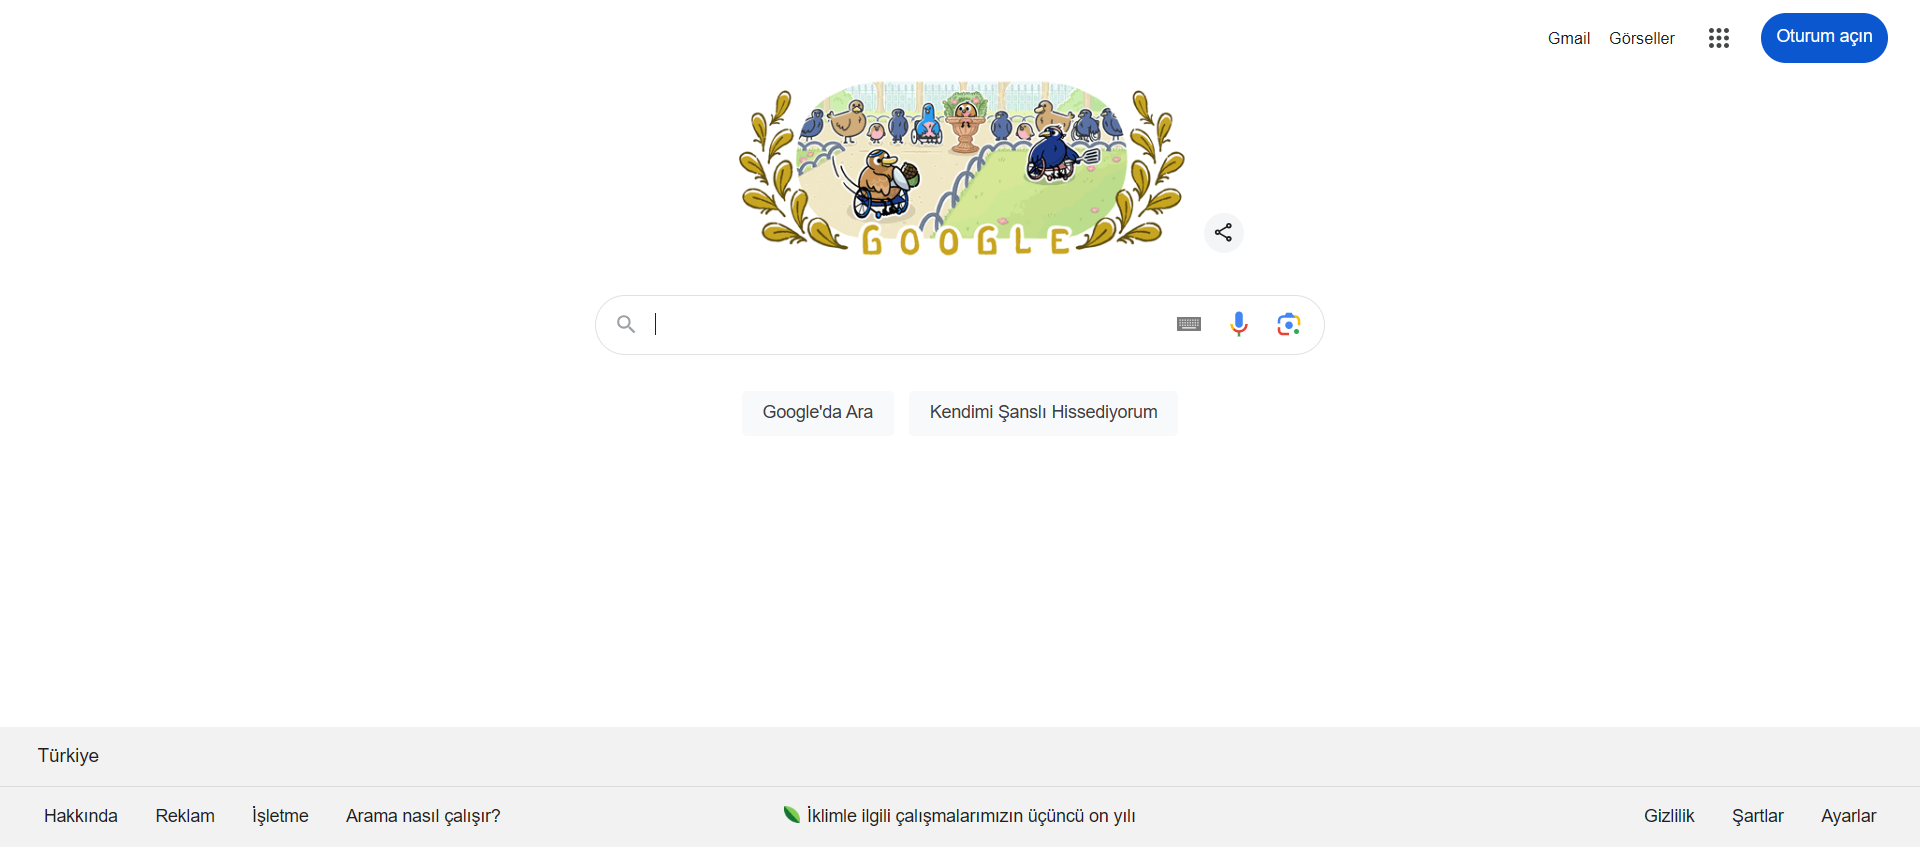 Gmail Görseller Oturum açın
GOOGLE
Google'da Ara Kendimi Şanslı Hissediyorum
Türkiye
Hakkında Reklam İşletme Arama nasıl çalışır? İklimle ilgili çalışmalarımızın üçüncü on yılı Gizlilik Şartlar Ayarlar